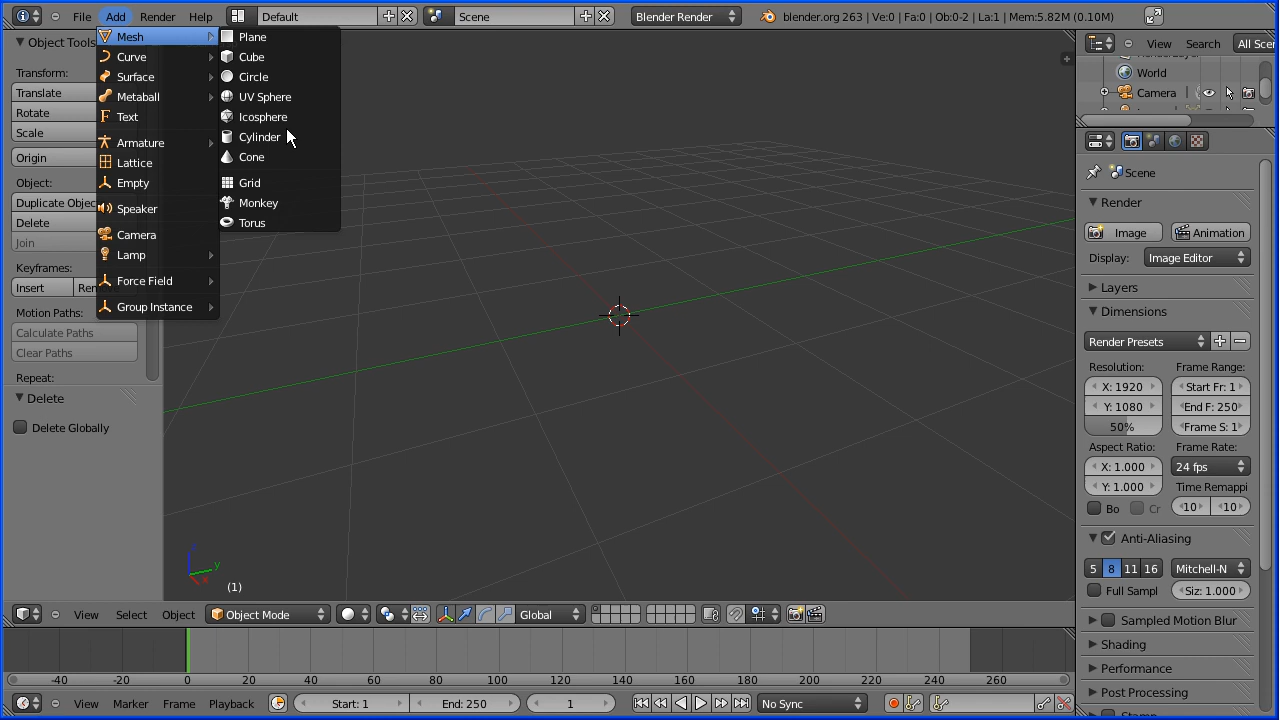 File Add Render Help Default Scene Blender Render blender.org 263 | Ve:0 | Fa:0 | Ob:0-2 | La:1 | Mem:5.82M (0.10M)
Object Tools
Transform:
Translate
Rotate
Scale
Origin
Object:
Duplicate Objec
Delete
Join
Keyframes:
Insert
Motion Paths:
Calculate Paths
Clear Paths
Repeat:
Delete
Delete Globally
Mesh
Curve
Surface
Metaball
Text
Armature
Lattice
Empty
Speaker
Camera
Lamp
Force Field
Group Instance
Plane
Cube
Circle
UV Sphere
Icosphere
Cylinder
Cone
Grid
Monkey
Torus
y
x
(1)
View Select Object Object Mode Global
-40 -20 0 20 40 60 80 100 120 140 160 180 200 220 240 260
View Marker Frame Playback Start: 1 End: 250 1 No Sync
View Search All Scer
World
Camera
Scene
Render
Image Animation
Display: Image Editor
Layers
Dimensions
Render Presets
Resolution: Frame Range:
X: 1920 Start Fr: 1
Y: 1080 End F: 250
50% Frame S: 1
Aspect Ratio: Frame Rate:
X: 1.000 24 fps
Y: 1.000 Time Remappi
Bo Cr 10 10
Anti-Aliasing
5 8 11 16 Mitchell-N
Full Sampl Siz: 1.000
Sampled Motion Blur
Shading
Performance
Post Processing